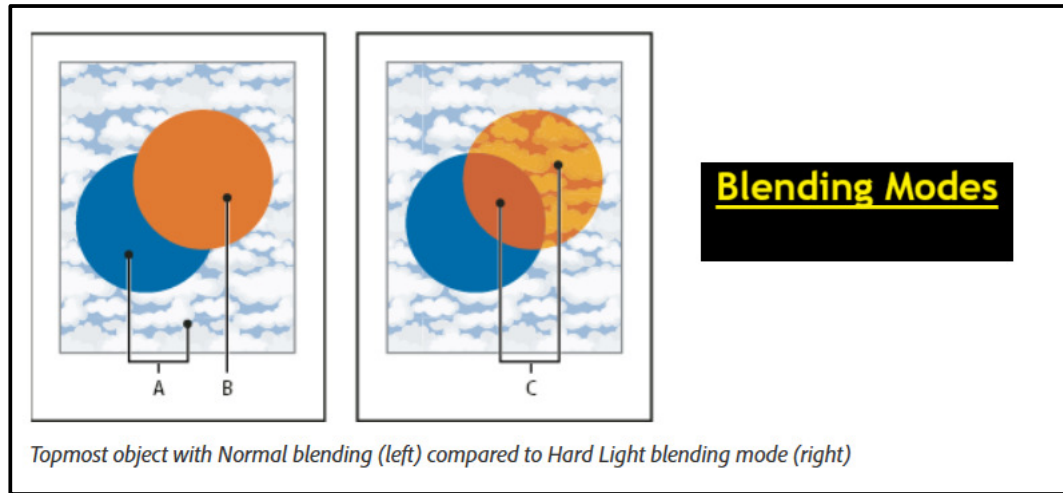 A
B
C
Blending Modes
Topmost object with Normal blending (left) compared to Hard Light blending mode (right)